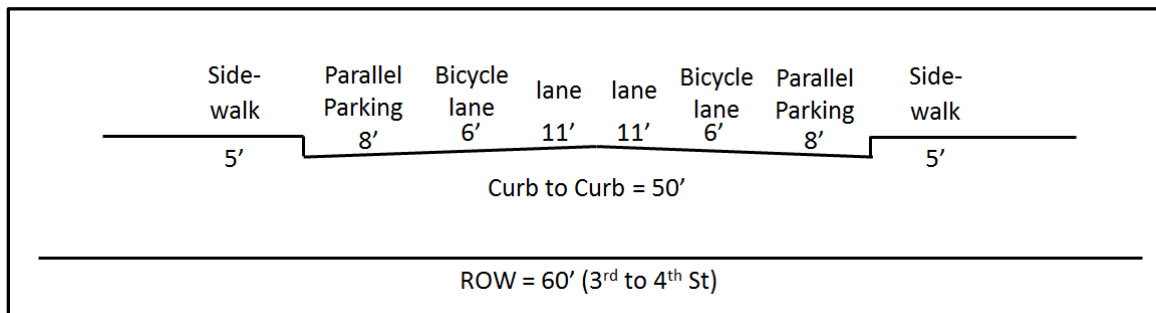 Side-
walk
5’
Parallel
Parking
8’
Bicycle
lane
6’
lane
11’
lane
11’
Bicycle
lane
6’
Parallel
Parking
8’
Side-
walk
5’
Curb to Curb = 50’
ROW = 60’ (3rd to 4th St)